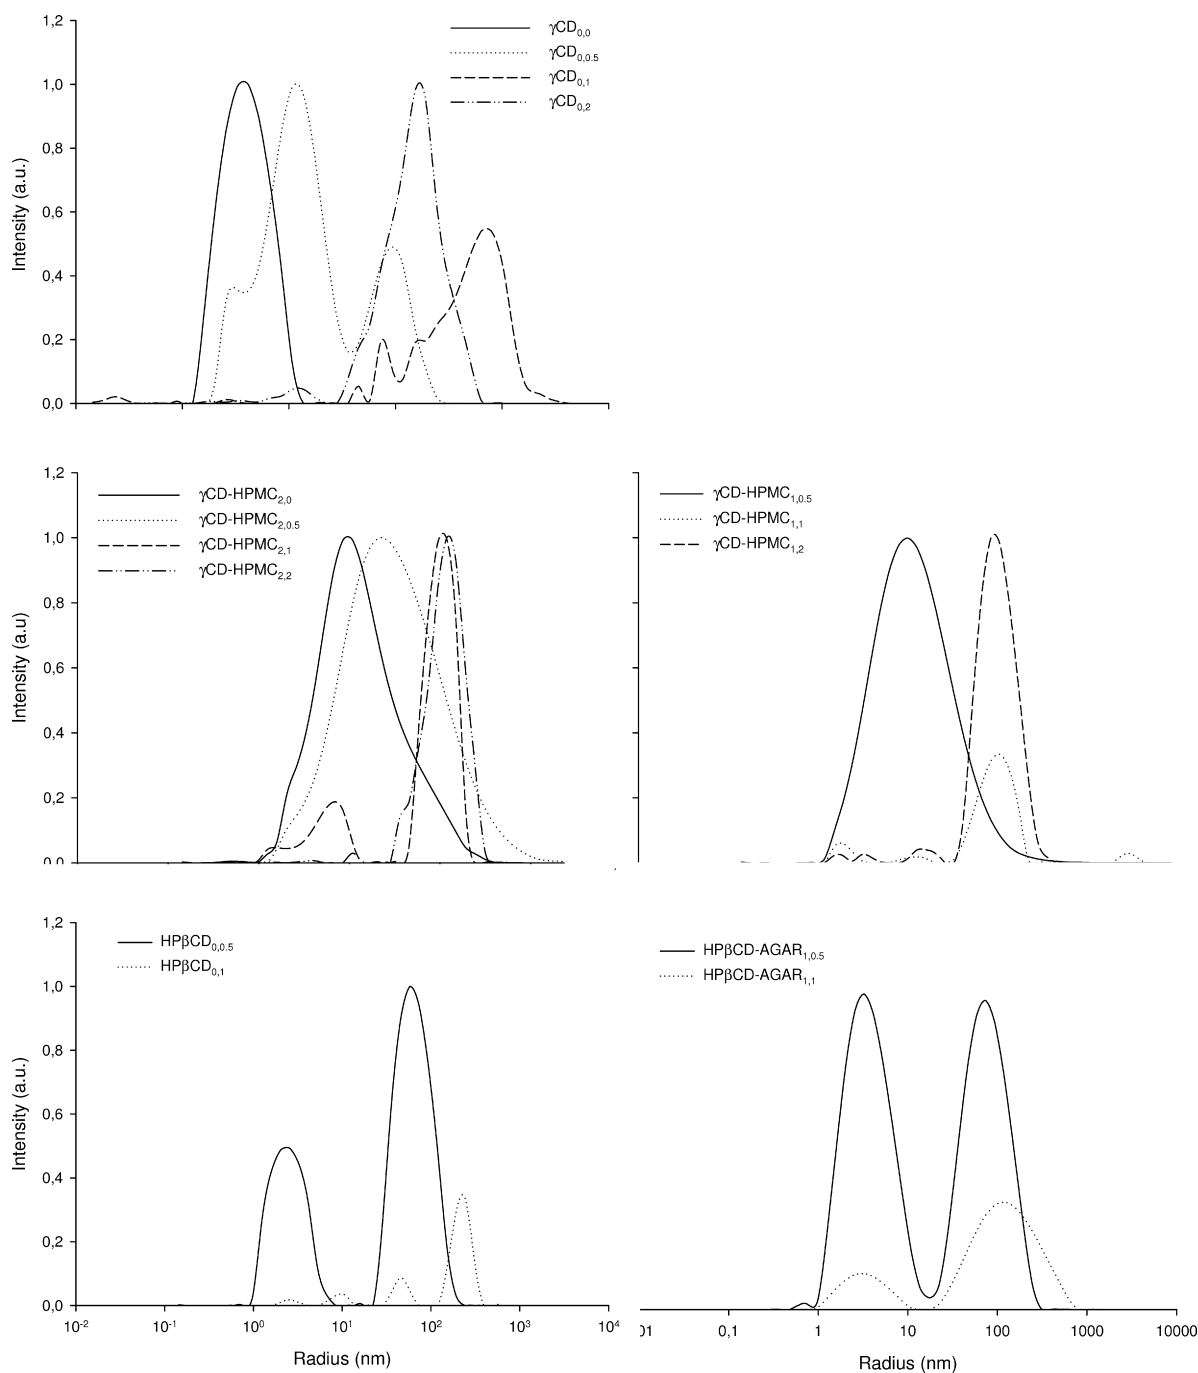 1,2
1,0
0,8
0,6
0,4
0,2
0,0
Intensity (a.u.)
γCD0,0
γCD0,0.5
γCD0,1
γCD0,2
1,2
1,0
0,8
0,6
0,4
0,2
0,0
Intensity (a.u)
γCD-HPMC2,0
γCD-HPMC2,0.5
γCD-HPMC2,1
γCD-HPMC2,2
γCD-HPMC1,0.5
γCD-HPMC1,1
γCD-HPMC1,2
1,2
1,0
0,8
0,6
0,4
0,2
0,0
Intensity (a.u.)
HPβCD0,0.5
HPβCD0,1
10-2 10-1 100 101 102 103 104
Radius (nm)
HPβCD-AGAR1,0.5
HPβCD-AGAR1,1
01 0,1 1 10 100 1000 10000
Radius (nm)